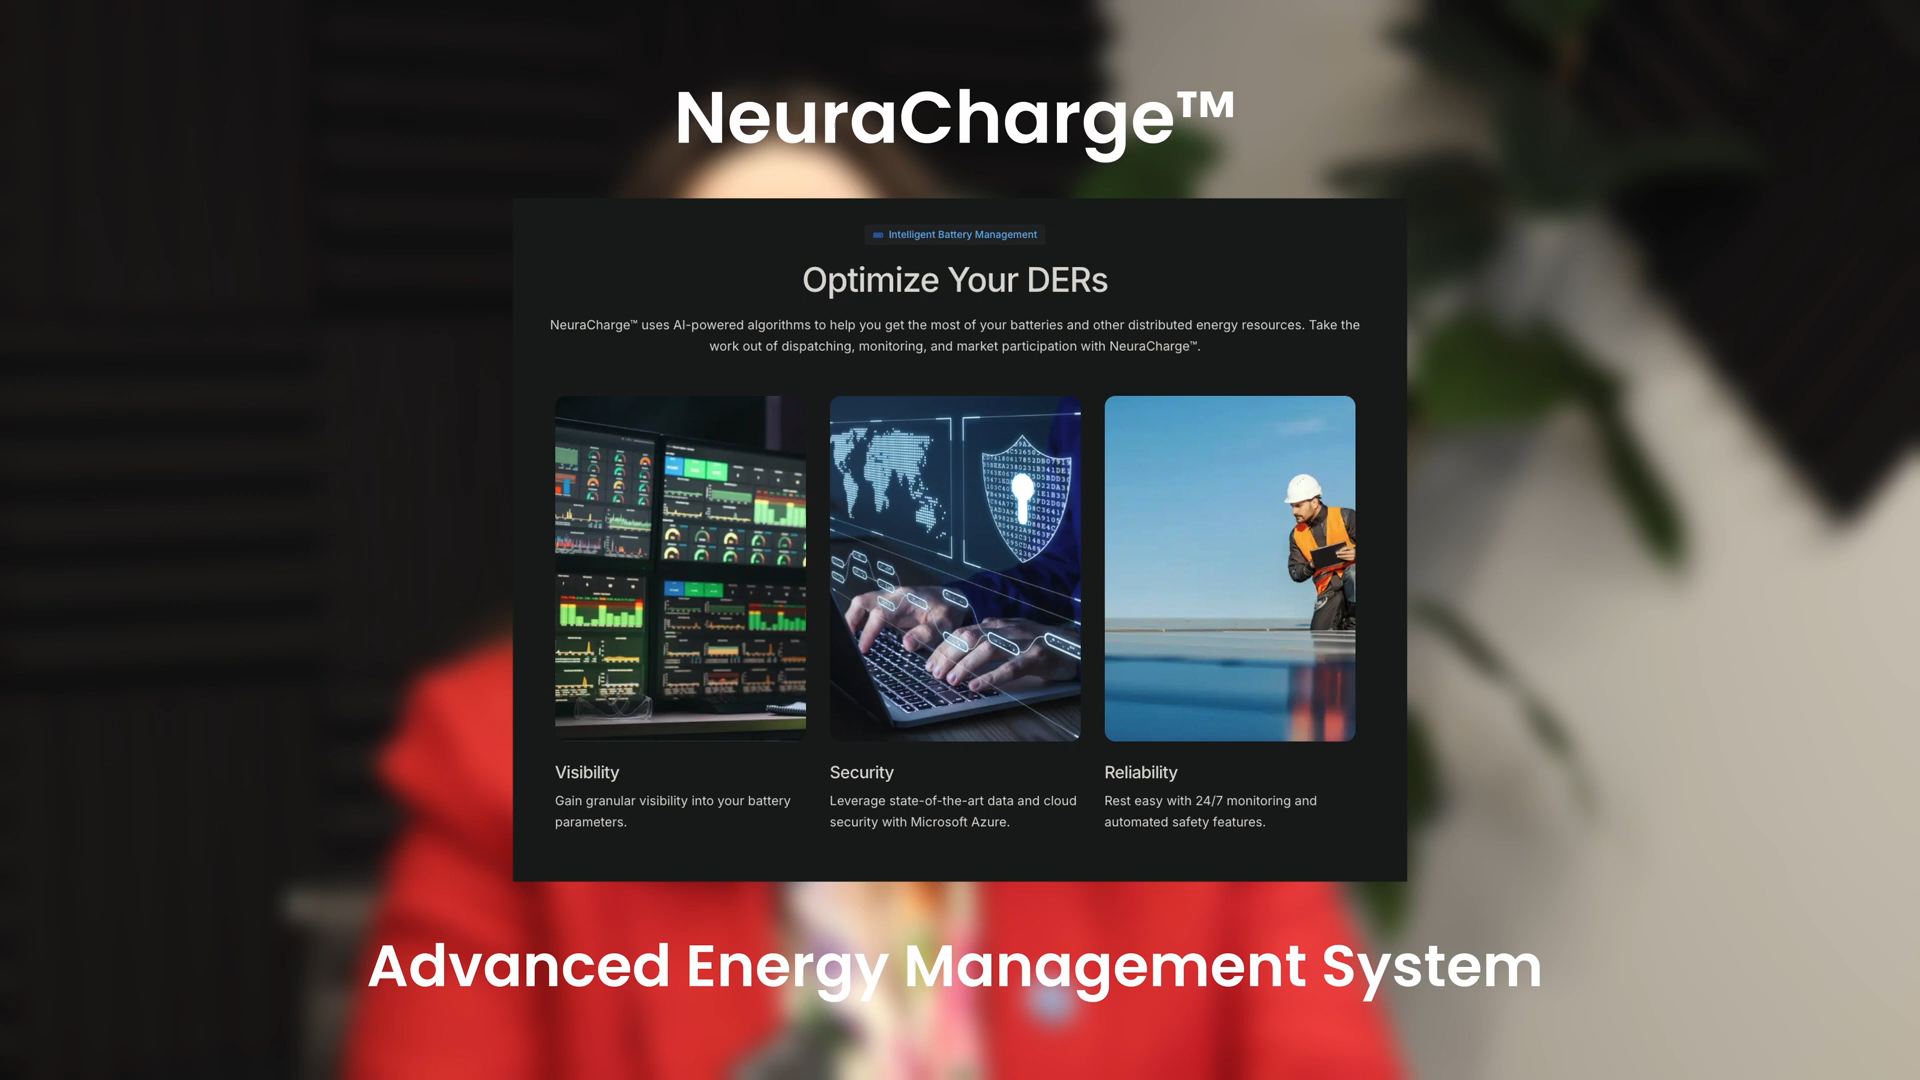 NeuraCharge™
Intelligent Battery Management
Optimize Your DERs
NeuraCharge™ uses AI-powered algorithms to help you get the most of your batteries and other distributed energy resources. Take the
work out of dispatching, monitoring, and market participation with NeuraCharge™.
Visibility
Gain granular visibility into your battery
parameters.
Security
Leverage state-of-the-art data and cloud
security with Microsoft Azure.
Reliability
Rest easy with 24/7 monitoring and
automated safety features.
Advanced Energy Management System